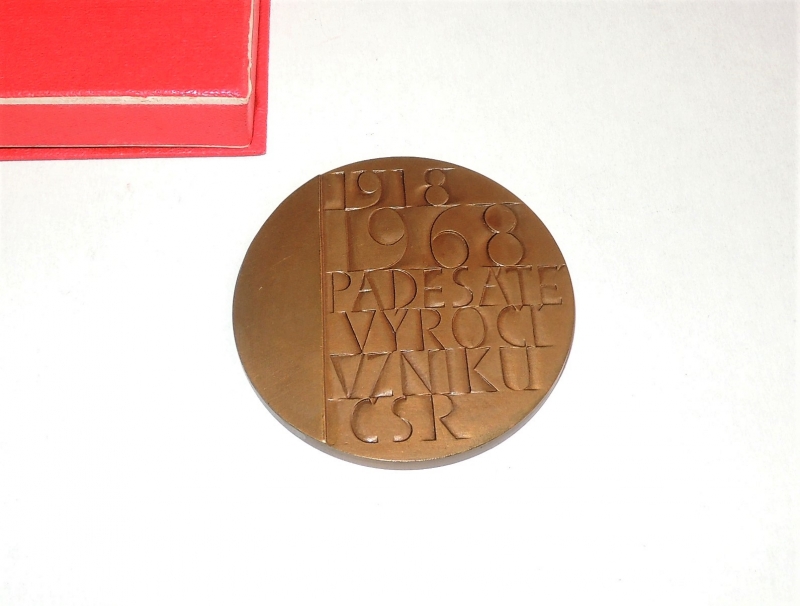 1918
1968
PADESÁTÉ
VÝROČÍ
VZNIKU
ČSR